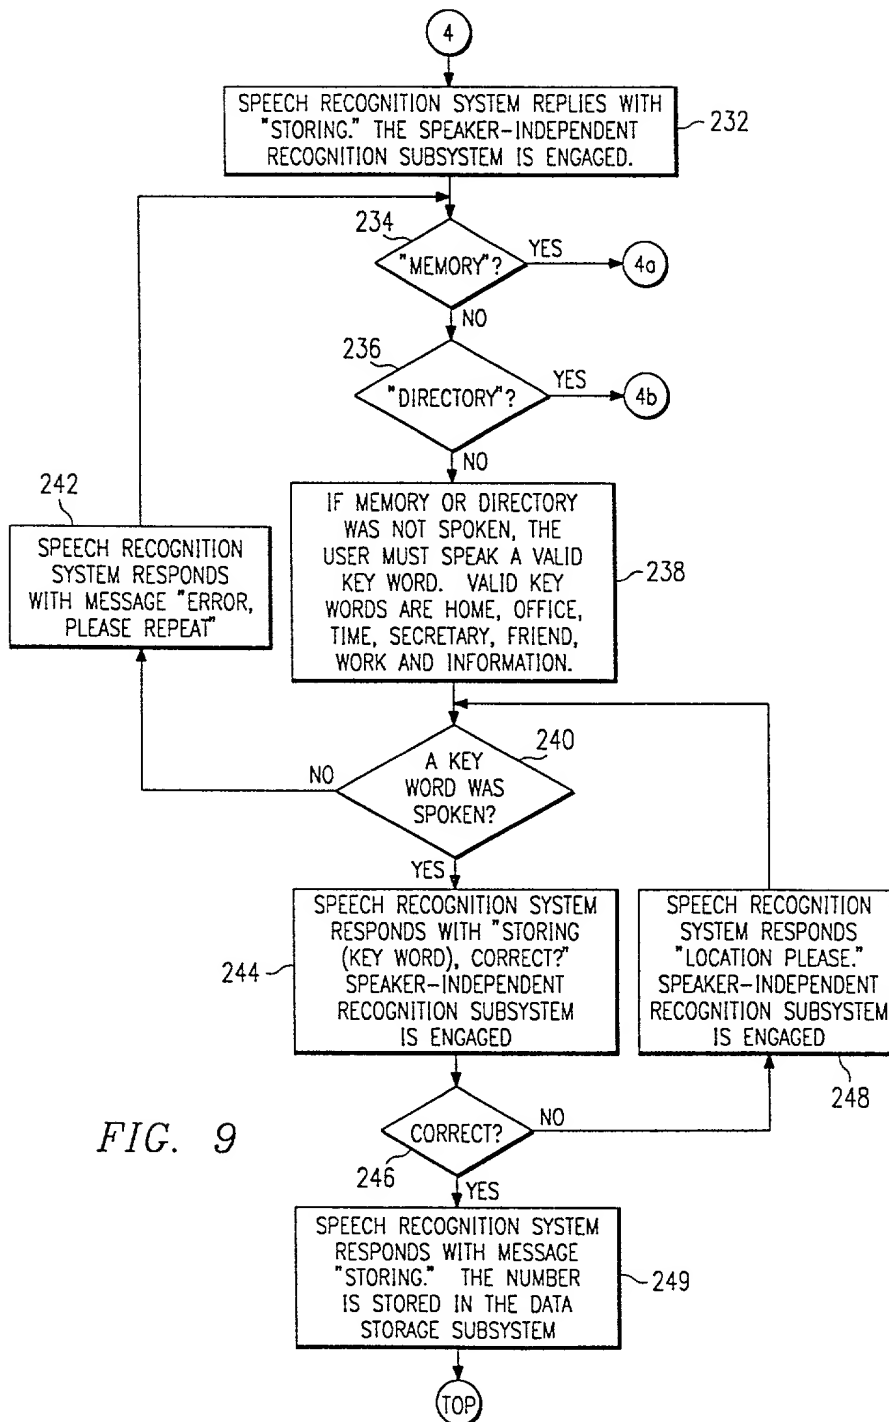 4
SPEECH RECOGNITION SYSTEM REPLIES WITH
"STORING." THE SPEAKER-INDEPENDENT
RECOGNITION SUBSYSTEM IS ENGAGED.
232
234
"MEMORY"?
YES
4a
NO
236
"DIRECTORY"?
YES
4b
NO
242
SPEECH RECOGNITION
SYSTEM RESPONDS
WITH MESSAGE "ERROR,
PLEASE REPEAT"
IF MEMORY OR DIRECTORY
WAS NOT SPOKEN, THE
USER MUST SPEAK A VALID
KEY WORD. VALID KEY
WORDS ARE HOME, OFFICE,
TIME, SECRETARY, FRIEND,
WORK AND INFORMATION.
238
240
A KEY
WORD WAS
SPOKEN?
NO
YES
244
SPEECH RECOGNITION SYSTEM
RESPONDS WITH "STORING
(KEY WORD), CORRECT?"
SPEAKER-INDEPENDENT
RECOGNITION SUBSYSTEM
IS ENGAGED
SPEECH RECOGNITION
SYSTEM RESPONDS
"LOCATION PLEASE."
SPEAKER-INDEPENDENT
RECOGNITION SUBSYSTEM
IS ENGAGED
248
CORRECT?
NO
246
YES
FIG. 9
SPEECH RECOGNITION SYSTEM
RESPONDS WITH MESSAGE
"STORING." THE NUMBER
IS STORED IN THE DATA
STORAGE SUBSYSTEM
249
TOP